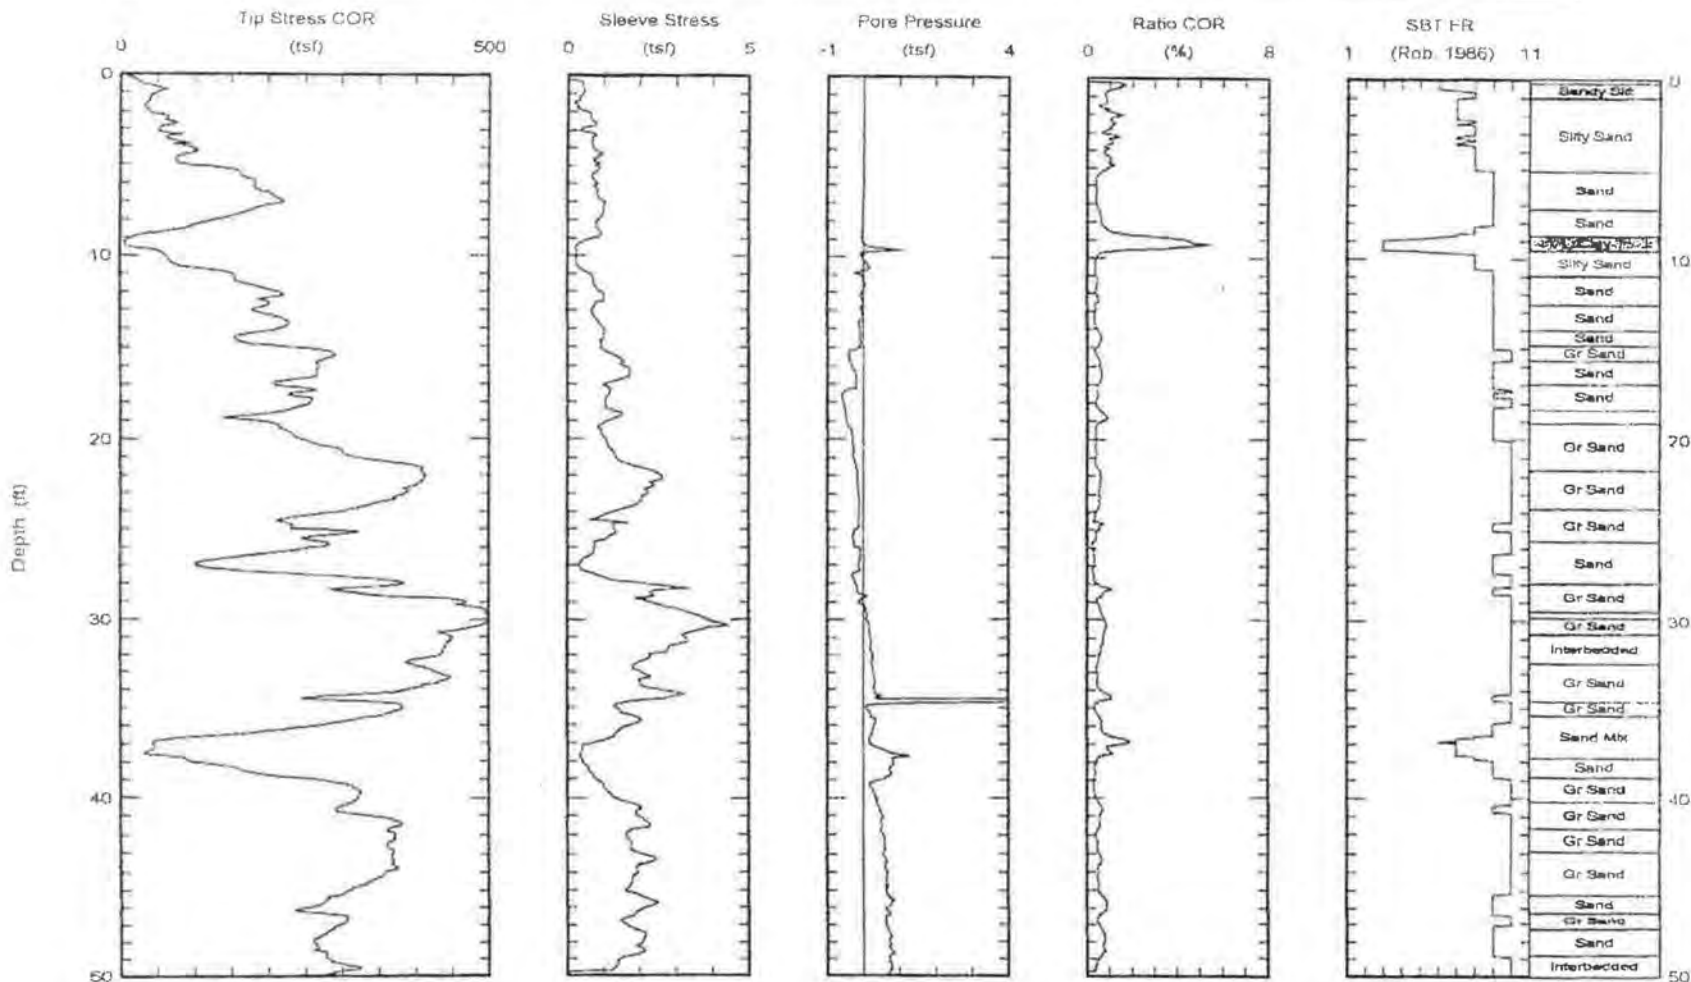 Tip Stress COR
(tsf)
0 500
Sleeve Stress
(tsf)
0 5
Pore Pressure
(tsf)
-1 4
Ratio COR
(%)
0 8
SBT FR
(Rob. 1986)
1 11
Depth (ft)
0
10
20
30
40
50
Sandy Silt
Silty Sand
Sand
Sand
Clay
Silty Sand
Sand
Sand
Sand
Gr Sand
Sand
Sand
Gr Sand
Gr Sand
Gr Sand
Sand
Gr Sand
Gr Sand
Interbedded
Gr Sand
Gr Sand
Sand Mix
Sand
Gr Sand
Gr Sand
Gr Sand
Gr Sand
Sand
Gr Sand
Sand
Interbedded
0
10
20
30
40
50